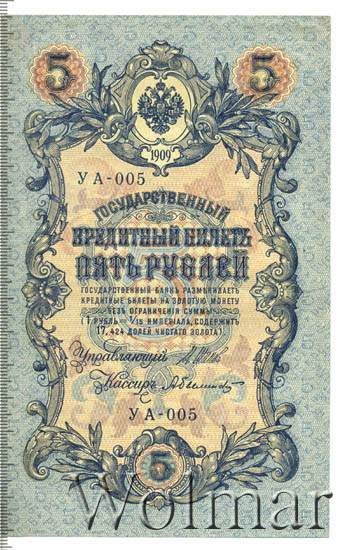 5 5
1909
УА-005
ГОСУДАРСТВЕННЫЙ
КРЕДИТНЫЙ БИЛЕТЪ
ПЯТЬ РУБЛЕЙ
ГОСУДАРСТВЕННЫЙ БАНКЪ РАЗМѢНИВАЕТЪ
КРЕДИТНЫЕ БИЛЕТЫ НА ЗОЛОТУЮ МОНЕТУ
БЕЗЪ ОГРАНИЧЕНІЯ СУММЫ
(1 РУБЛЬ = 1/15 ИМПЕРІАЛА, СОДЕРЖИТЪ
17,424 ДОЛЕЙ ЧИСТАГО ЗОЛОТА)
Управляющій
Кассиръ
УА-005
5
Wolmar